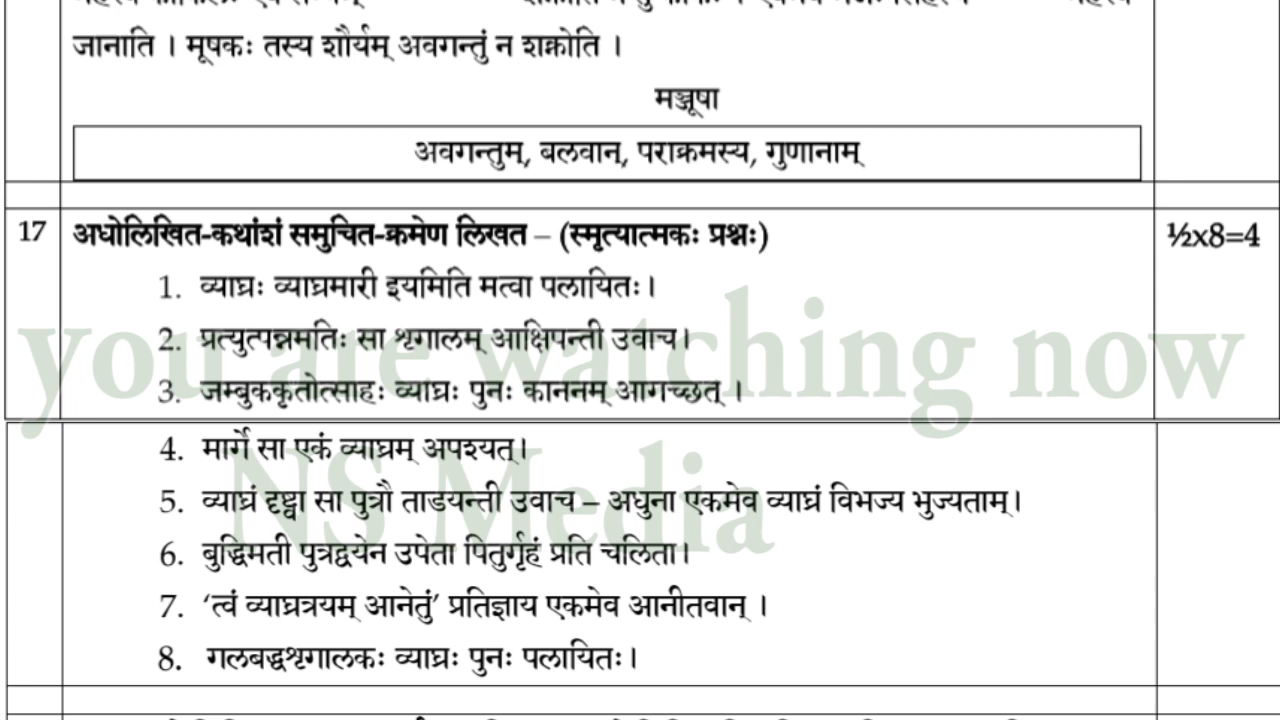 जानाति । मूषकः तस्य शौर्यम् अवगन्तुं न शक्नोति ।
मञ्जूषा
अवगन्तुम्, बलवान्, पराक्रमस्य, गुणानाम्
17 अधोलिखित-कथांशं समुचित-क्रमेण लिखत – (स्मृत्यात्मकः प्रश्नः) ½x8=4
1. व्याघ्रः व्याघ्रमारी इयमिति मत्वा पलायितः।
2. प्रत्युत्पन्नमतिः सा शृगालम् आक्षिपन्ती उवाच।
you are watching now
3. जम्बुककृतोत्साहः व्याघ्रः पुनः काननम् आगच्छत् ।
4. मार्गे सा एकं व्याघ्रम् अपश्यत्।
NS Media
5. व्याघ्रं दृष्ट्वा सा पुत्रौ ताडयन्ती उवाच – अधुना एकमेव व्याघ्रं विभज्य भुज्यताम्।
6. बुद्धिमती पुत्रद्वयेन उपेता पितुर्गृहं प्रति चलिता।
7. ‘त्वं व्याघ्रत्रयम् आनेतुं’ प्रतिज्ञाय एकमेव आनीतवान् ।
8. गलबद्धशृगालकः व्याघ्रः पुनः पलायितः।